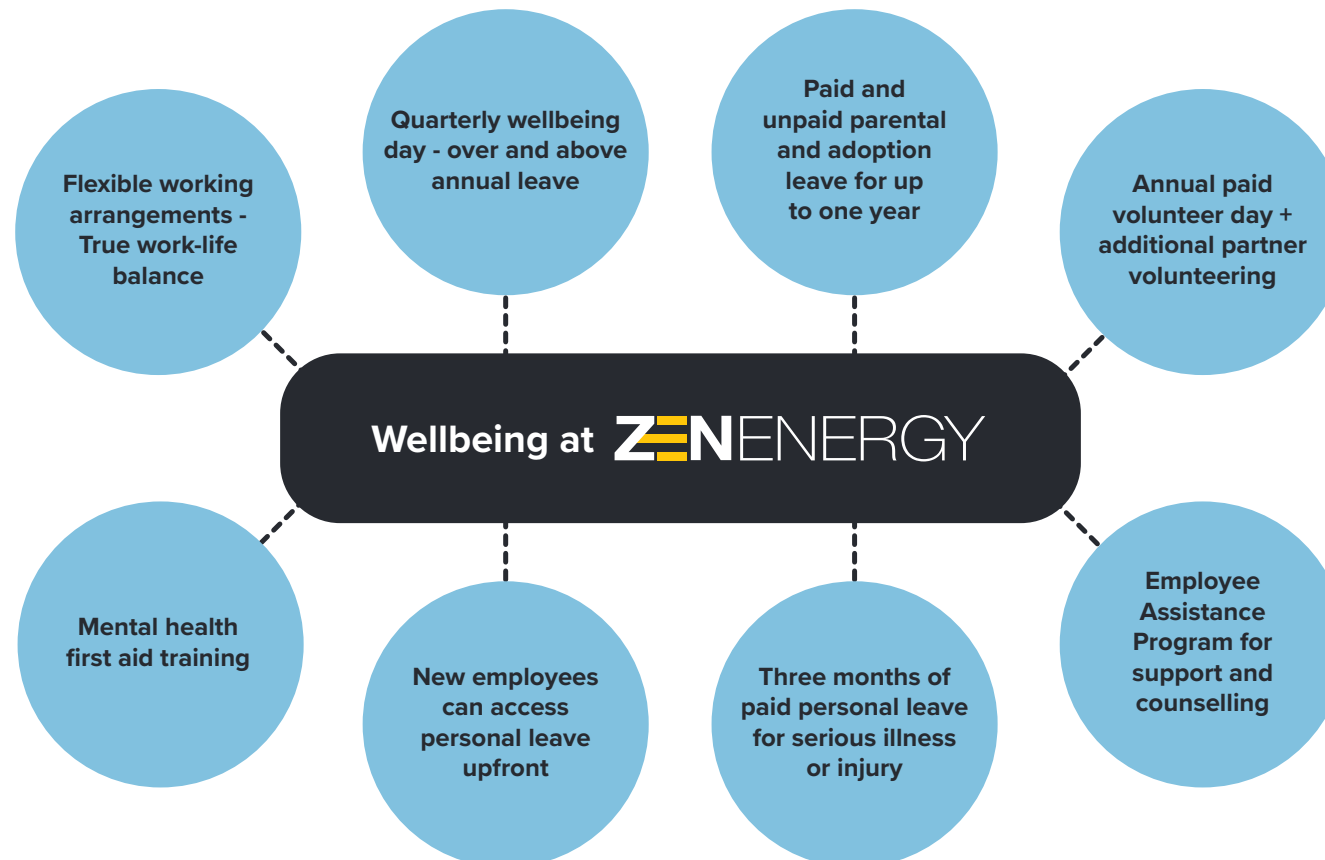 Flexible working
arrangements -
True work-life
balance
Quarterly wellbeing
day - over and above
annual leave
Paid and
unpaid parental
and adoption
leave for up
to one year
Annual paid
volunteer day +
additional partner
volunteering
Wellbeing at ZENENERGY
Mental health
first aid training
New employees
can access
personal leave
upfront
Three months of
paid personal leave
for serious illness
or injury
Employee
Assistance
Program for
support and
counselling